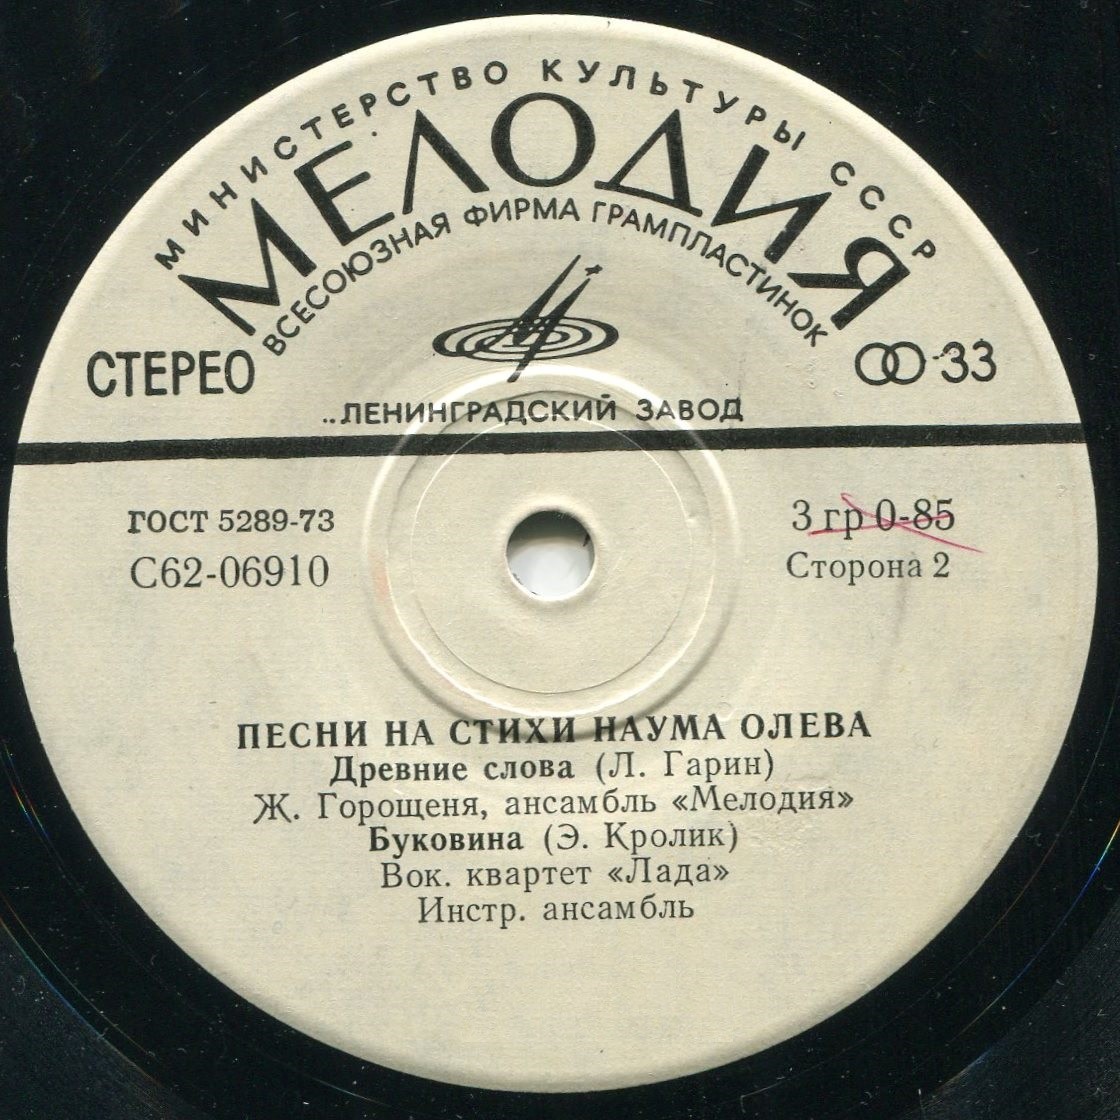 МИНИСТЕРСТВО КУЛЬТУРЫ СССР
МЕЛОДИЯ
ВСЕСОЮЗНАЯ ФИРМА ГРАМПЛАСТИНОК
СТЕРЕО
33
..ЛЕНИНГРАДСКИЙ ЗАВОД
ГОСТ 5289-73
3 гр 0-85
С62-06910
Сторона 2
ПЕСНИ НА СТИХИ НАУМА ОЛЕВА
Древние слова (Л. Гарин)
Ж. Горощеня, ансамбль «Мелодия»
Буковина (Э. Кролик)
Вок. квартет «Лада»
Инстр. ансамбль